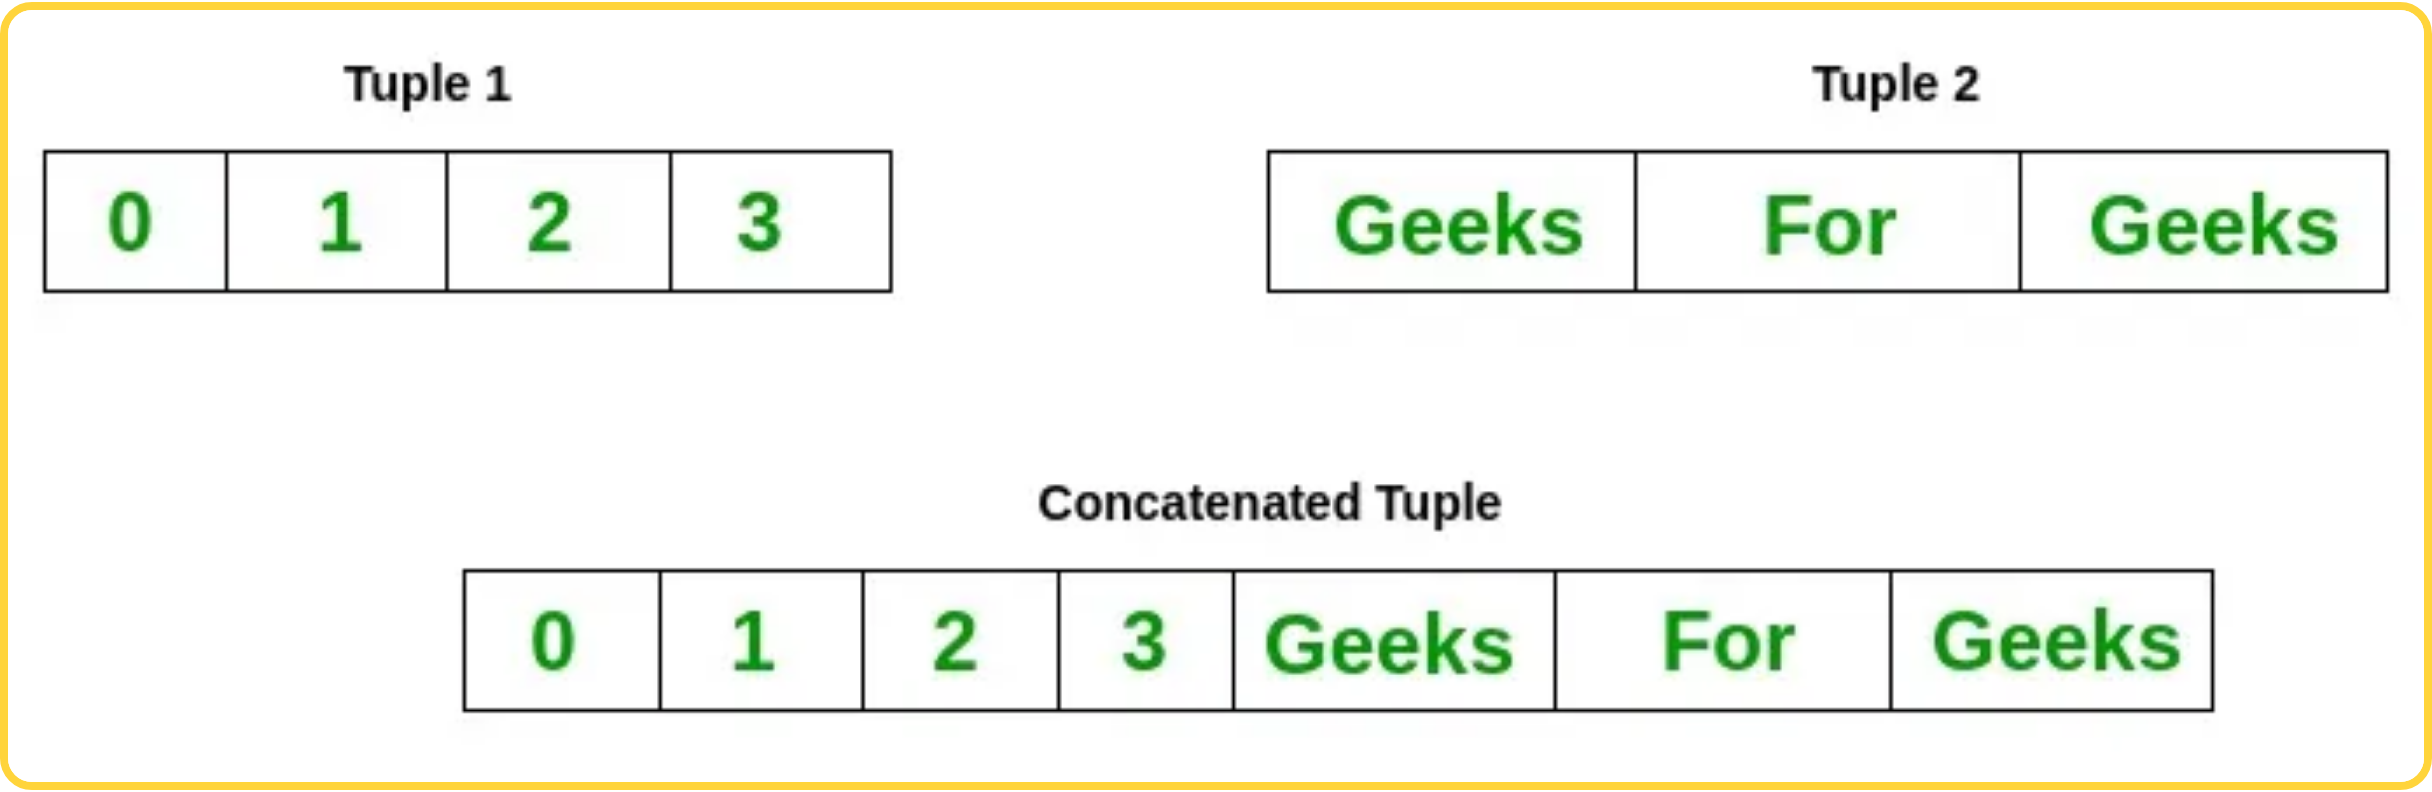 Tuple 1
0 1 2 3
Tuple 2
Geeks For Geeks
Concatenated Tuple
0 1 2 3 Geeks For Geeks